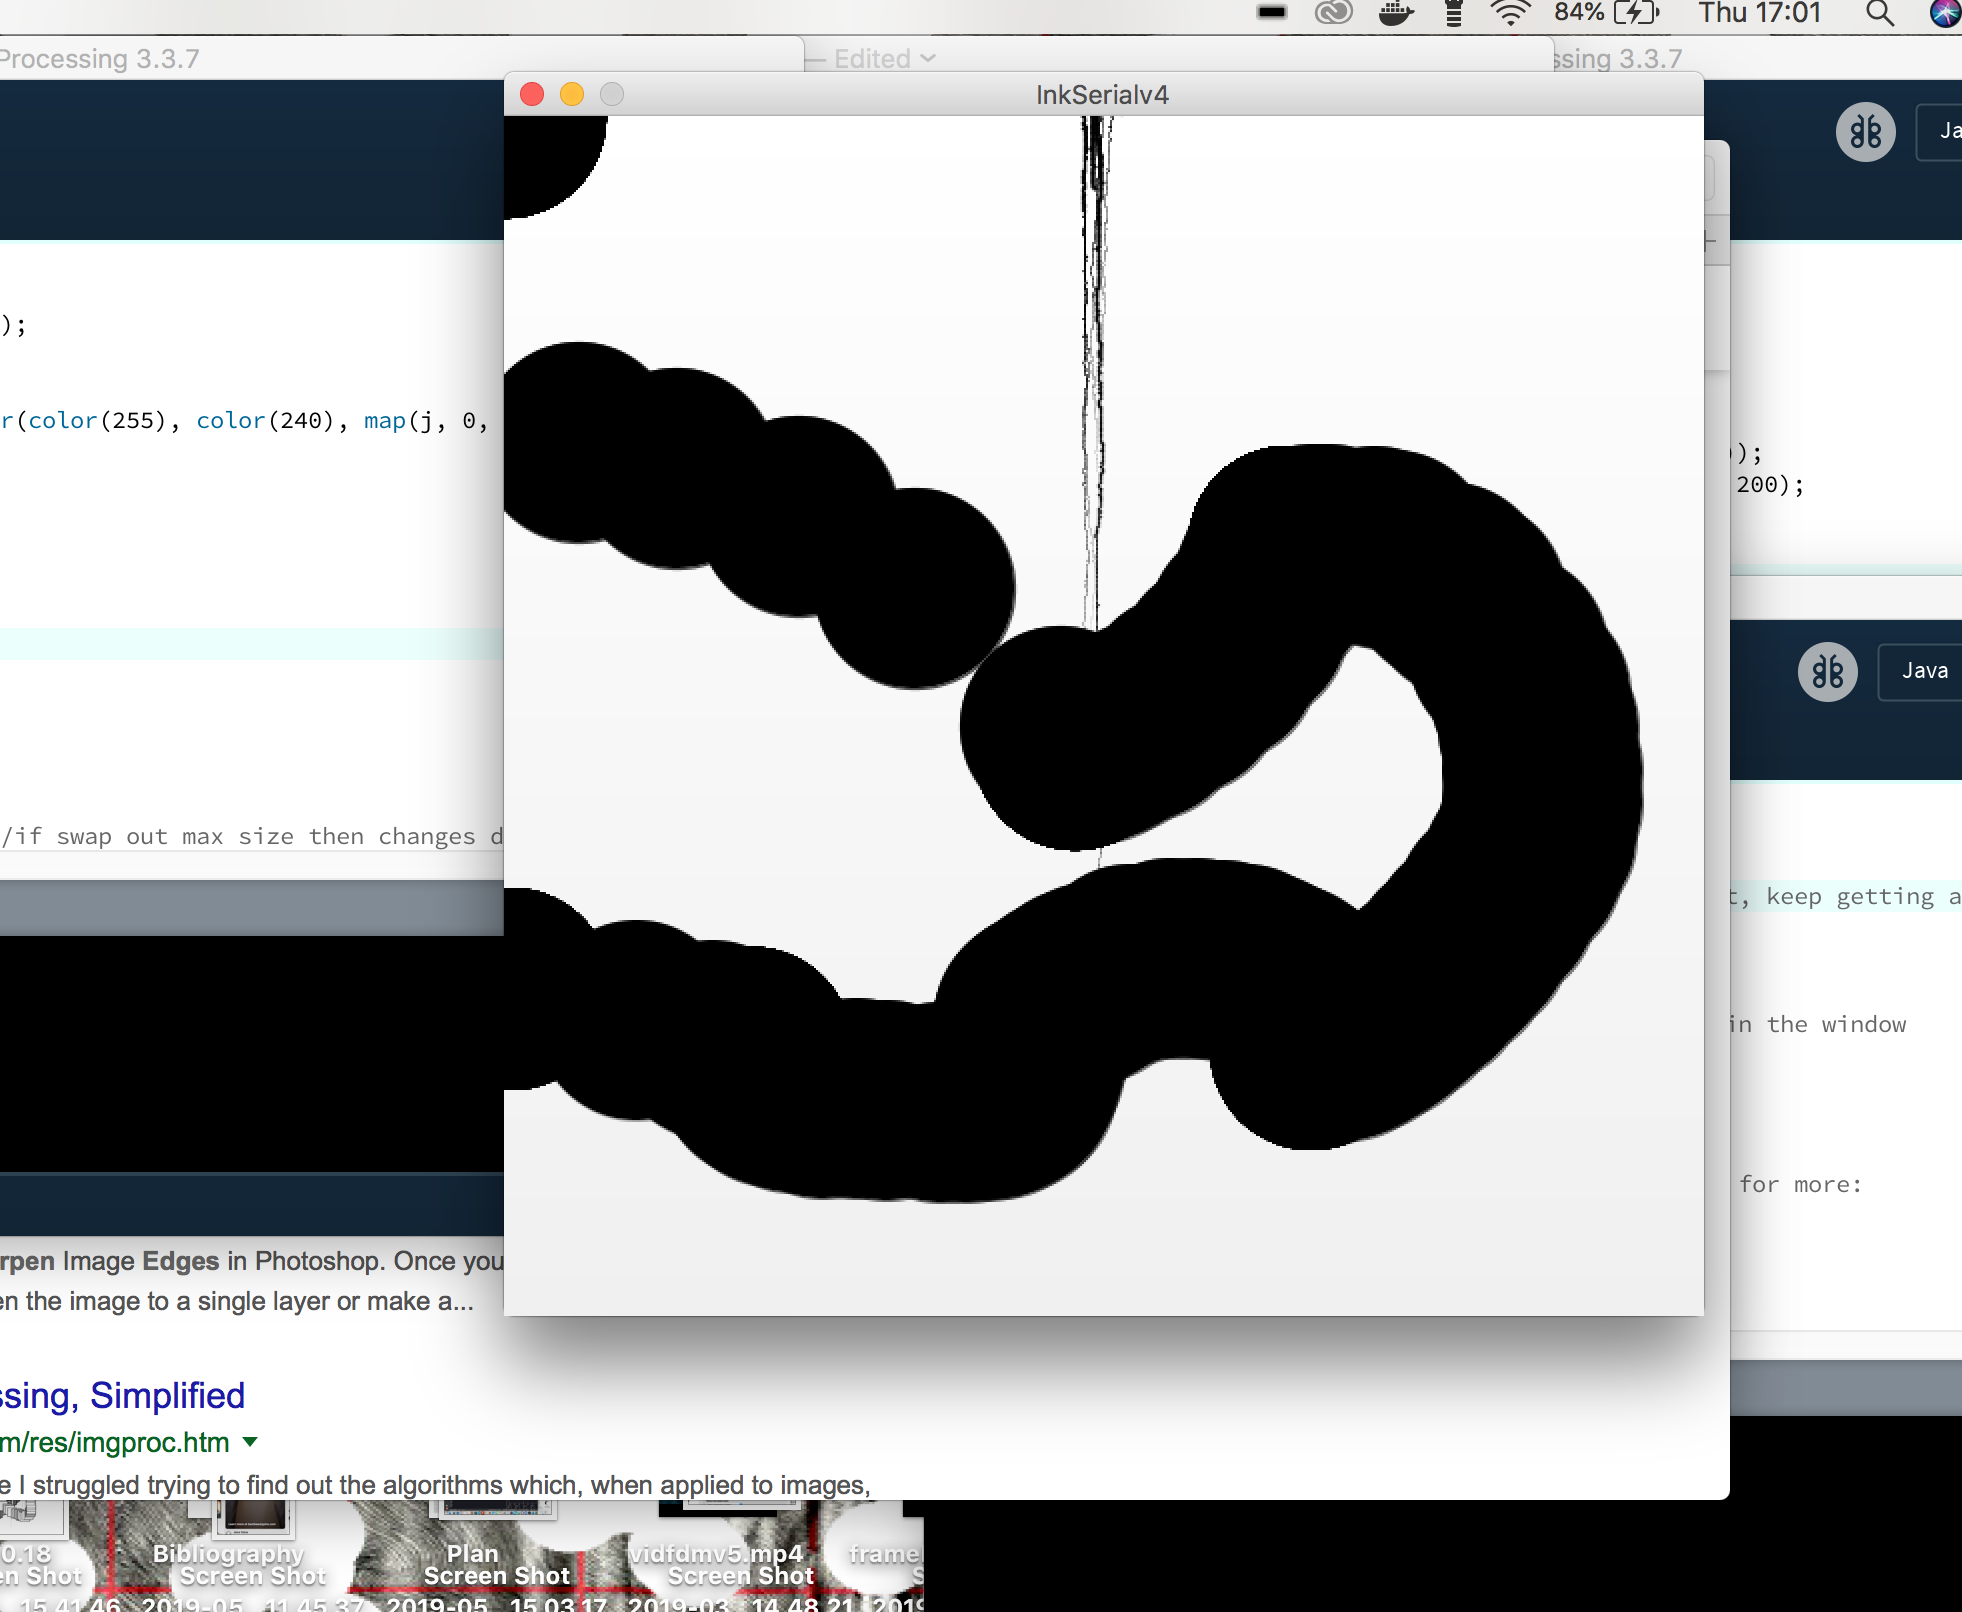 84%
Thu 17:01
Processing 3.3.7
— Edited
ssing 3.3.7
InkSerialv4
Ja
);
r(color(255), color(240), map(j, 0,
);
200);
Java
/if swap out max size then changes d
t, keep getting a
in the window
for more:
rpen Image Edges in Photoshop. Once you
en the image to a single layer or make a...
ssing, Simplified
m/res/imgproc.htm
e I struggled trying to find out the algorithms which, when applied to images,
0.18
Bibliography
Plan
vidfdmv5.mp4
frame
en Shot
Screen Shot
Screen Shot
Screen Shot
S
15.41.46
2019-05
11.45.37
2019-05
15.03.17
2019-03
14.48.21
2019